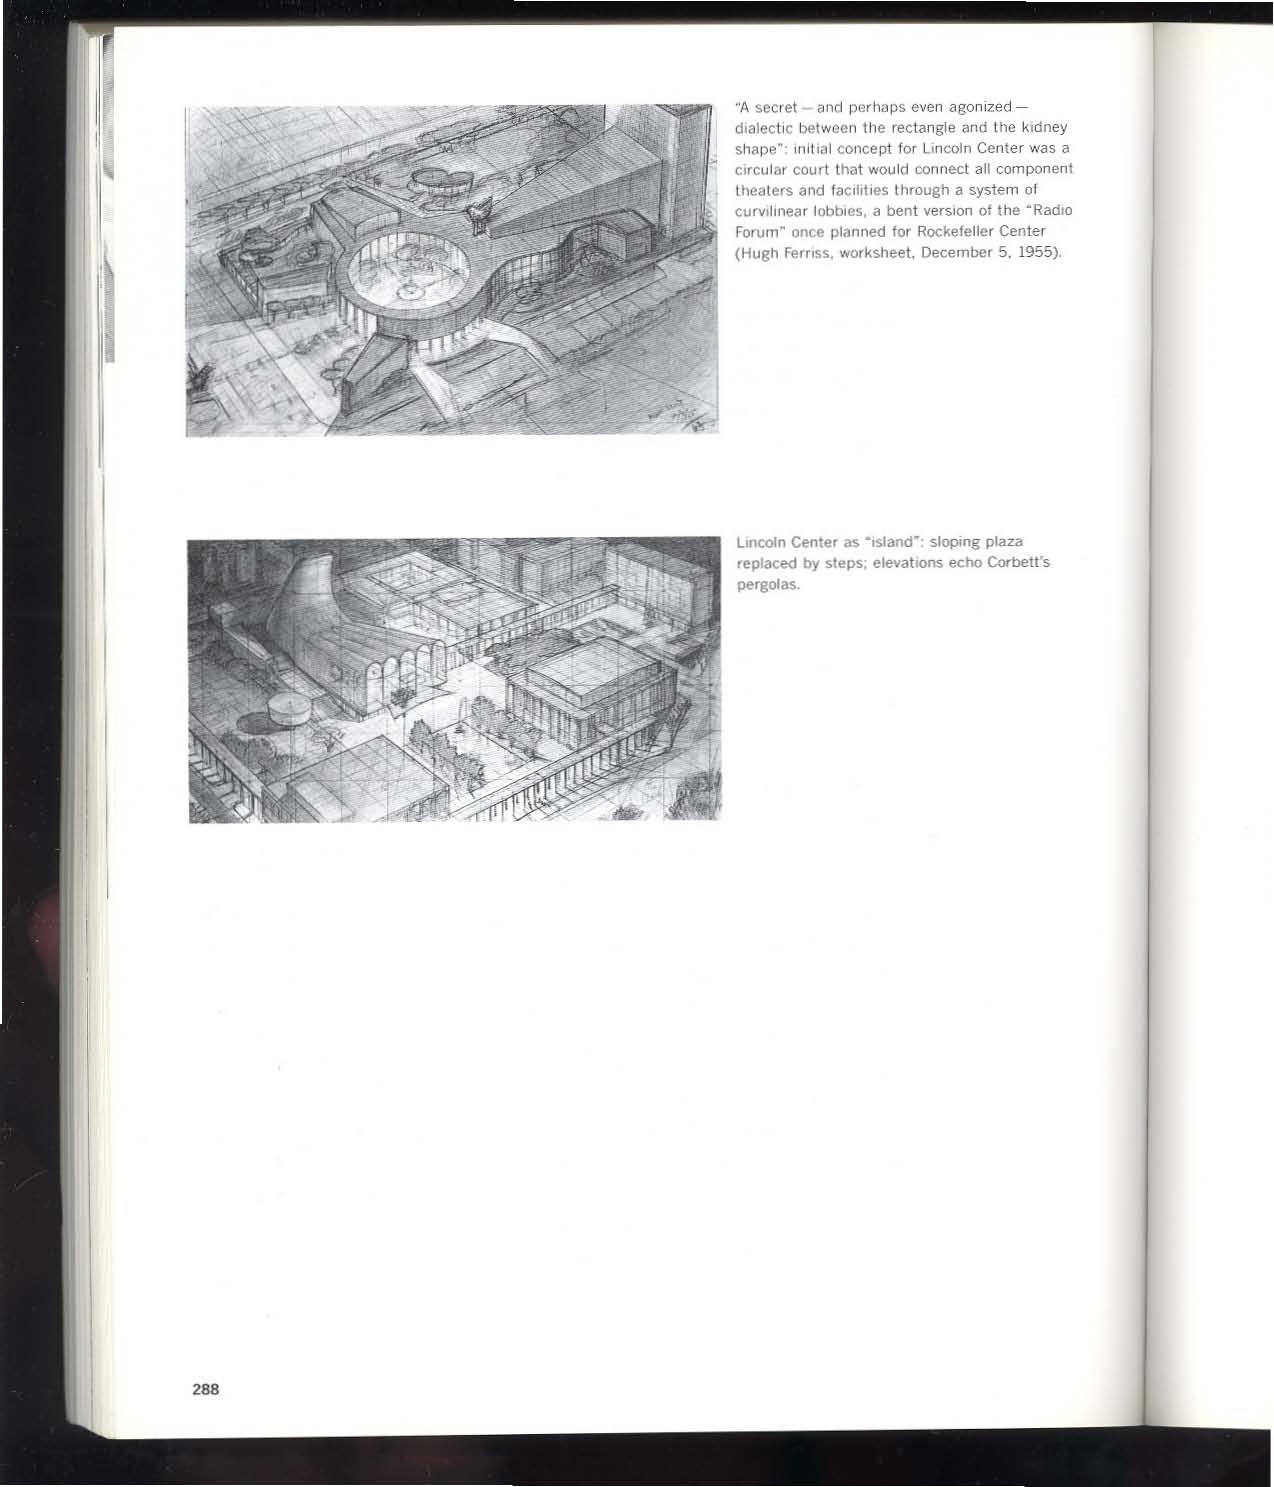 "A secret — and perhaps even agonized —
dialectic between the rectangle and the kidney
shape": initial concept for Lincoln Center was a
circular court that would connect all component
theaters and facilities through a system of
curvilinear lobbies, a bent version of the "Radio
Forum" once planned for Rockefeller Center
(Hugh Ferriss, worksheet, December 5, 1955).
Lincoln Center as "island": sloping plaza
replaced by steps; elevations echo Corbett's
pergolas.
288